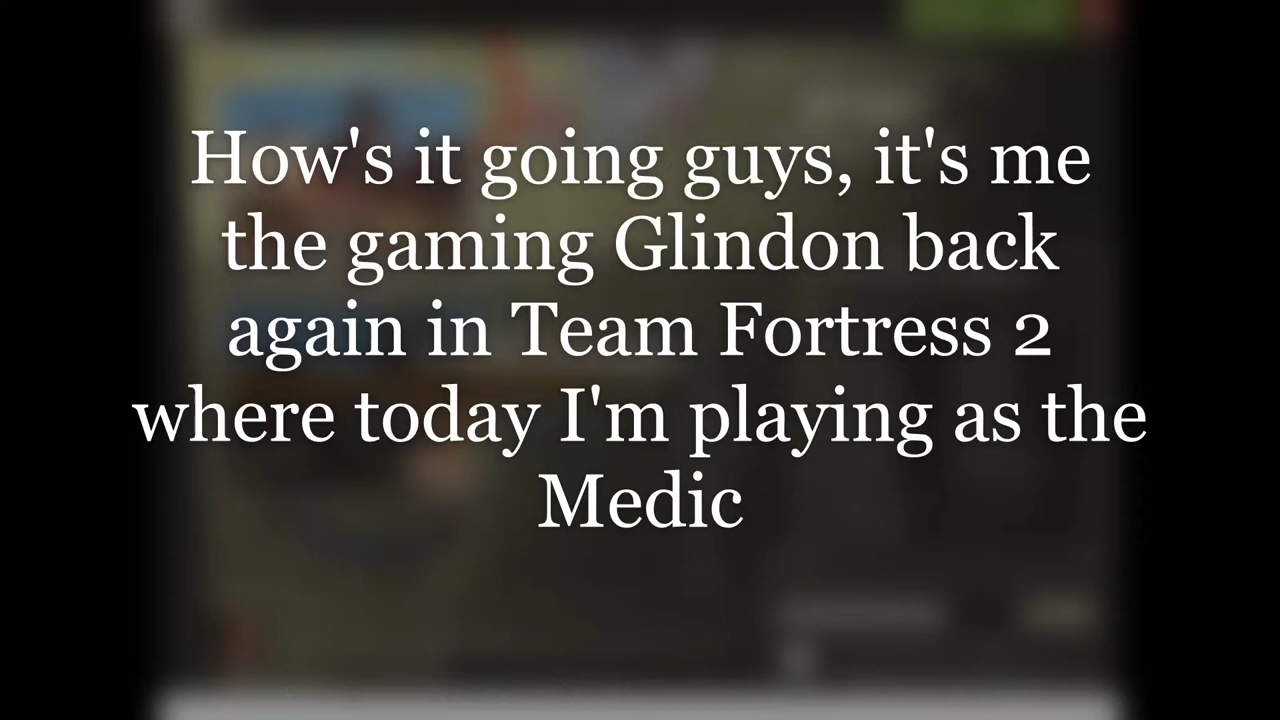 How's it going guys, it's me
the gaming Glindon back
again in Team Fortress 2
where today I'm playing as the
Medic